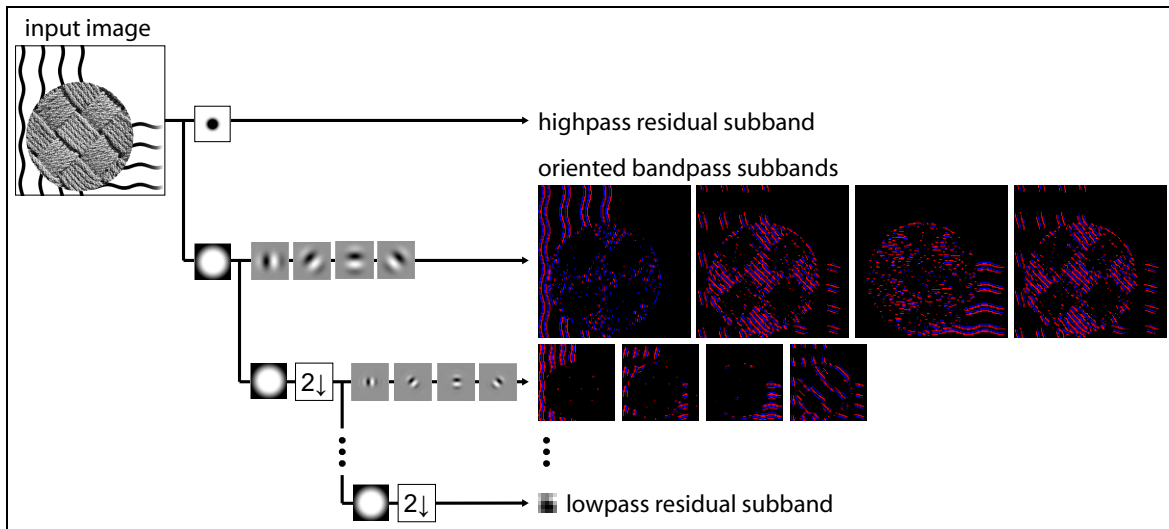 input image
highpass residual subband
oriented bandpass subbands
2↓
2↓
lowpass residual subband